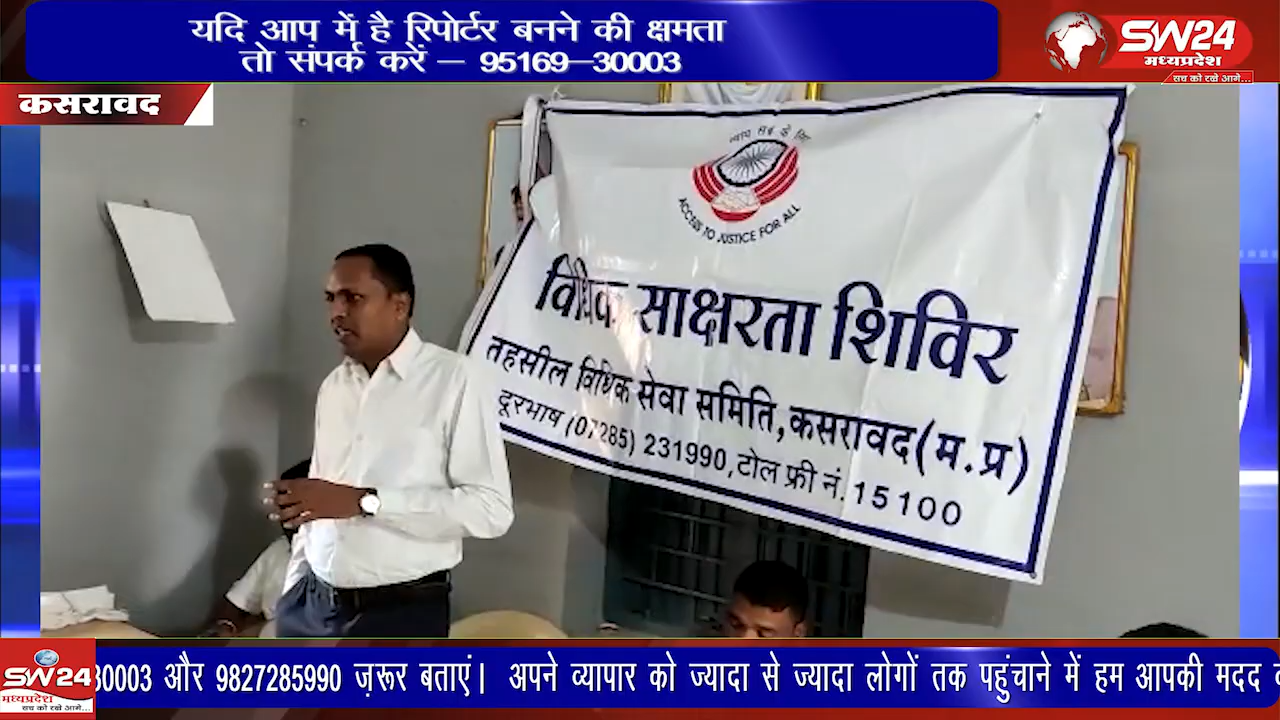 यदि आप में है रिपोर्टर बनने की क्षमता
तो संपर्क करें – 95169–30003
SW24
मध्यप्रदेश
सच को रखे आगे...
कसरावद
ACCESS TO JUSTICE FOR ALL
विधिक साक्षरता शिविर
तहसील विधिक सेवा समिति, कसरावद (म.प्र)
दूरभाष (07285) 231990, टोल फ्री नं. 15100
SW24
मध्यप्रदेश
सच को रखे आगे...
30003 और 9827285990 ज़रूर बताएं। अपने व्यापार को ज्यादा से ज्यादा लोगों तक पहुंचाने में हम आपकी मदद